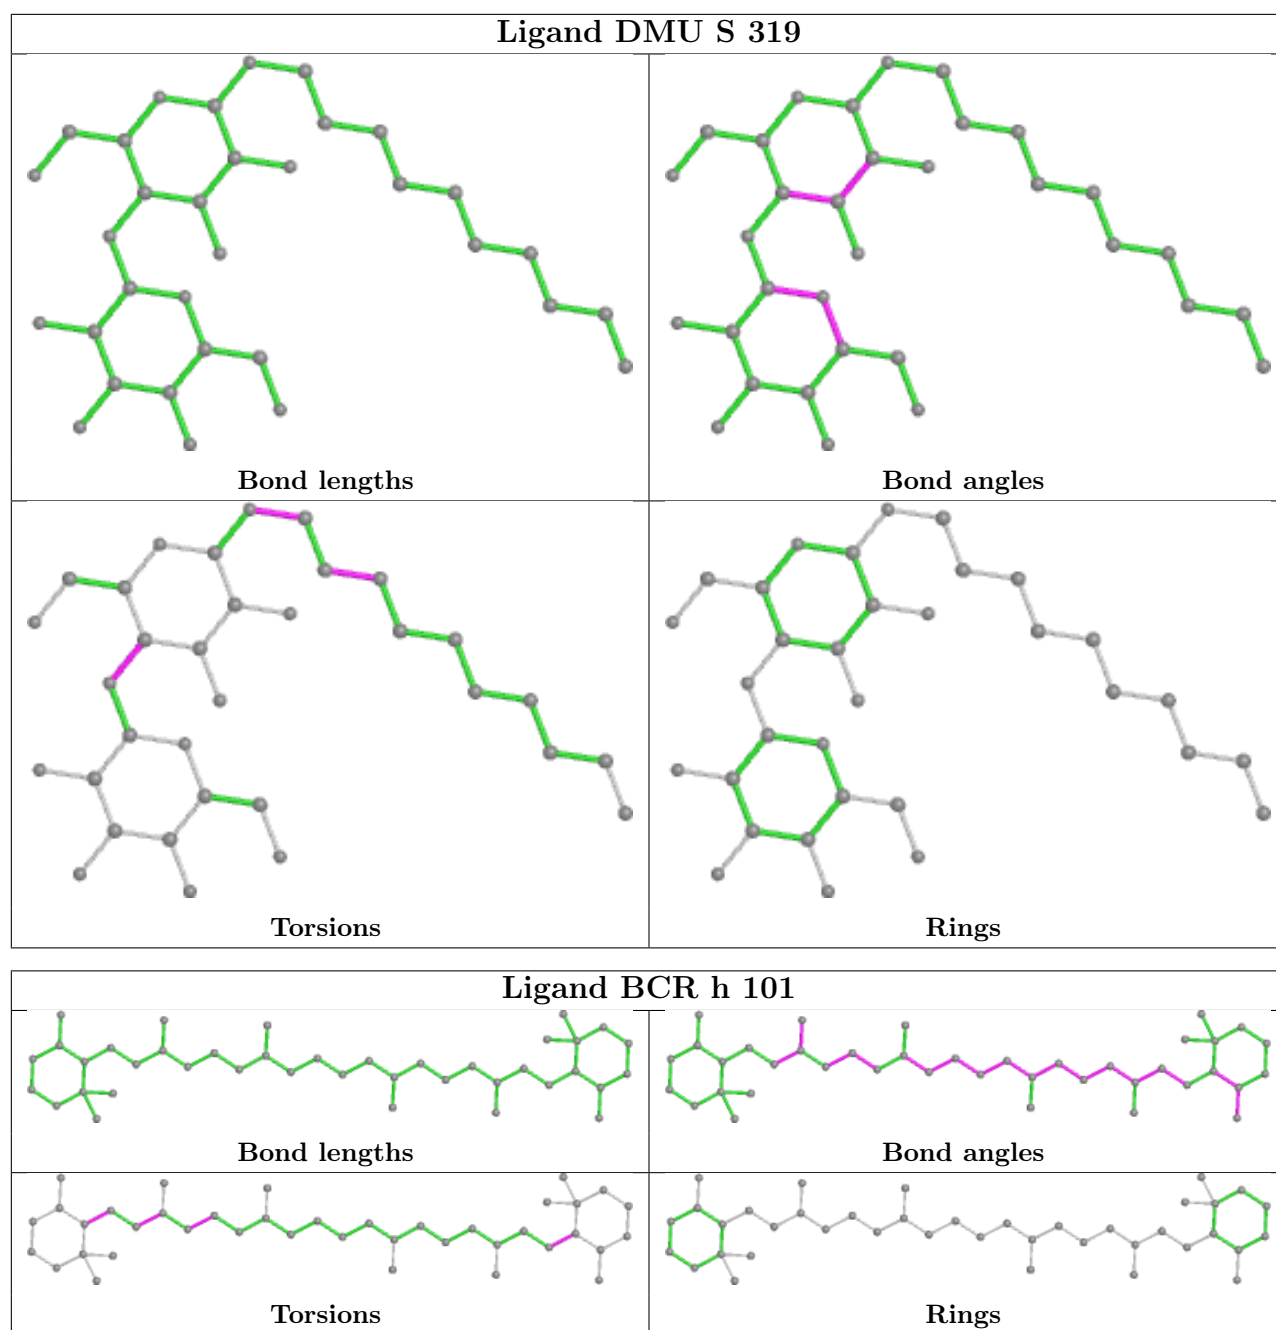 Ligand DMU S 319
Bond lengths
Bond angles
Torsions
Rings
Ligand BCR h 101
Bond lengths
Bond angles
Torsions
Rings